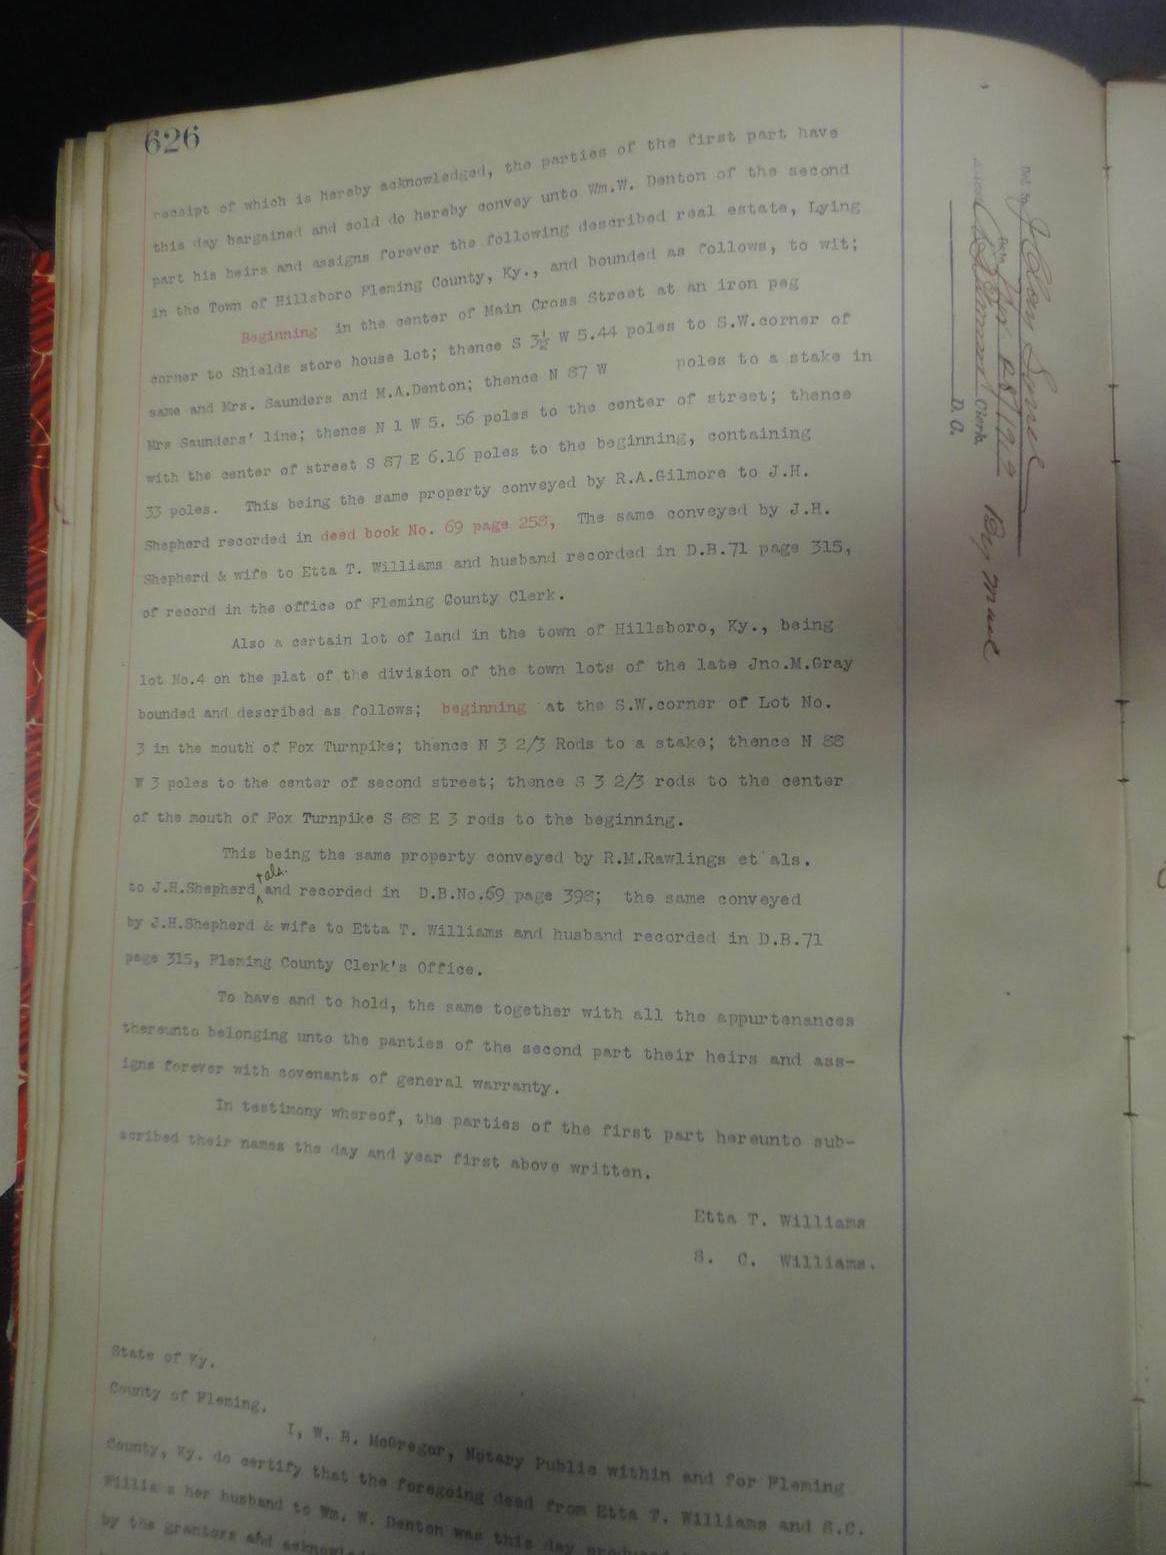 626
receipt of which is hereby acknowledged, the parties of the first part have
this day bargained and sold do hereby convey unto Wm.W. Denton of the second
part his heirs and assigns forever the following described real estate, Lying
in the Town of Hillsboro Fleming County, Ky., and bounded as follows, to wit;
Beginning in the center of Main Cross Street at an iron peg
corner to Shields store house lot; thence S 3½ W 5.44 poles to S.W.corner of
same and Mrs. Saunders and M.A.Denton; thence N 87 W poles to a stake in
Mrs Saunders' line; thence N 1 W 5. 56 poles to the center of street; thence
with the center of street S 87 E 6.16 poles to the beginning, containing
33 poles. This being the same property conveyed by R.A.Gilmore to J.H.
Shepherd recorded in deed book No. 69 page 258, The same conveyed by J.H.
Shepherd & wife to Etta T. Williams and husband recorded in D.B.71 page 315,
of record in the office of Fleming County Clerk.
Also a certain lot of land in the town of Hillsboro, Ky., being
lot No.4 on the plat of the division of the town lots of the late Jno.M.Gray
bounded and described as follows; beginning at the S.W.corner of Lot No.
3 in the mouth of Fox Turnpike; thence N 3 2/3 Rods to a stake; thence N 88
W 3 poles to the center of second street; thence S 3 2/3 rods to the center
of the mouth of Fox Turnpike S 88 E 3 rods to the beginning.
This being the same property conveyed by R.M.Rawlings et als.
to J.H.Shepherd, and recorded in D.B.No.69 page 398; the same conveyed
by J.H.Shepherd & wife to Etta T. Williams and husband recorded in D.B.71
page 315, Fleming County Clerk's Office.
To have and to hold, the same together with all the appurtenances
thereunto belonging unto the parties of the second part their heirs and ass-
igns forever with covenants of general warranty.
In testimony whereof, the parties of the first part hereunto sub-
scribed their names the day and year first above written.
Etta T. Williams
S. C. Williams.
State of Ky.
County of Fleming.
I, W. B. McGregor, Notary Public within and for Fleming
County, Ky. do certify that the foregoing deed from Etta T. Williams and S.C.
Williams her husband to Wm. W. Denton was this day
by the grantors and
Clerk.
D. C.
By mail